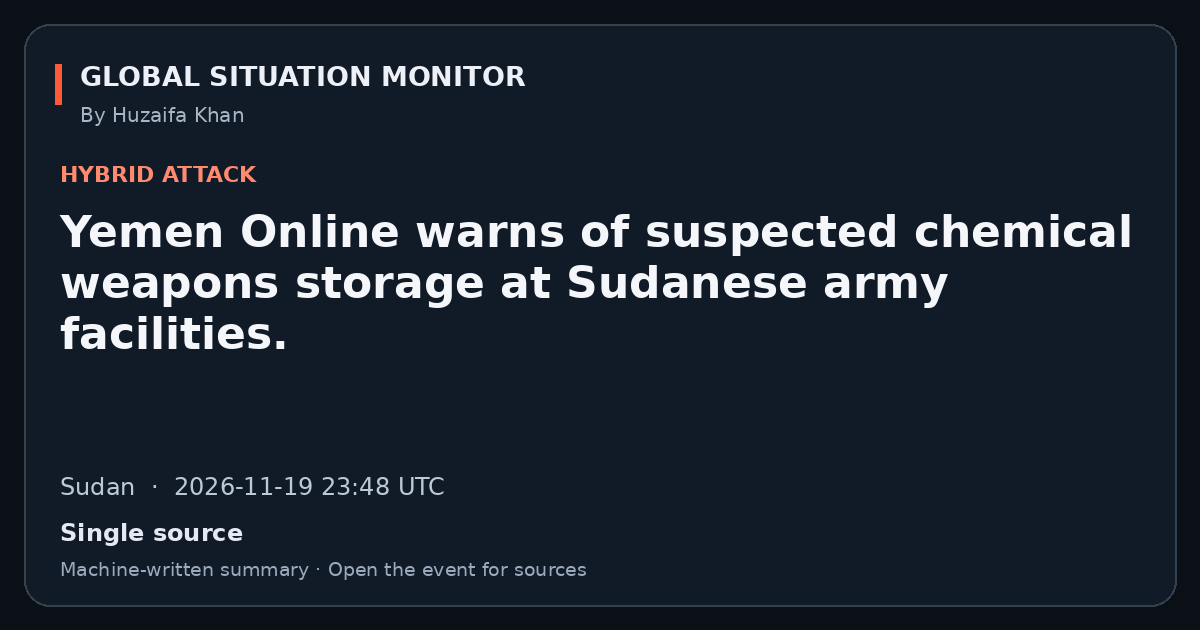 GLOBAL SITUATION MONITOR
By Huzaifa Khan
HYBRID ATTACK
Yemen Online warns of suspected chemical
weapons storage at Sudanese army
facilities.
Sudan · 2026-11-19 23:48 UTC
Single source
Machine-written summary · Open the event for sources